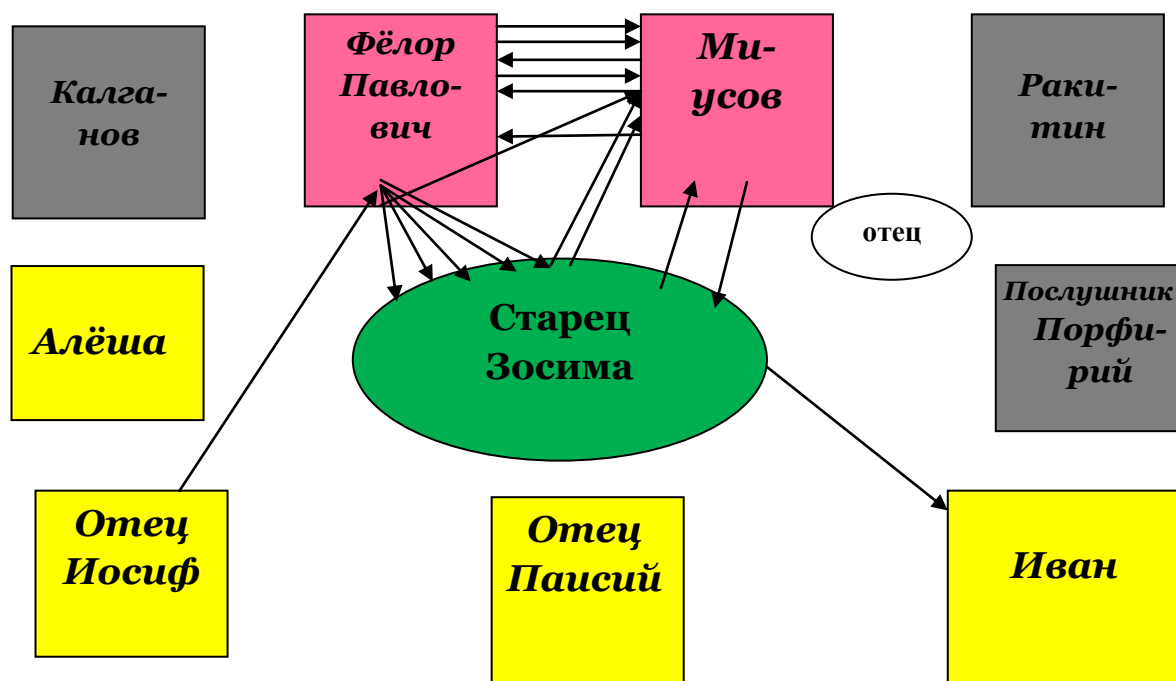 Калга-
нов
Фёлор
Павло-
вич
Ми-
усов
Раки-
тин
отец
Алёша
Старец
Зосима
Послушник
Порфи-
рий
Отец
Иосиф
Отец
Паисий
Иван